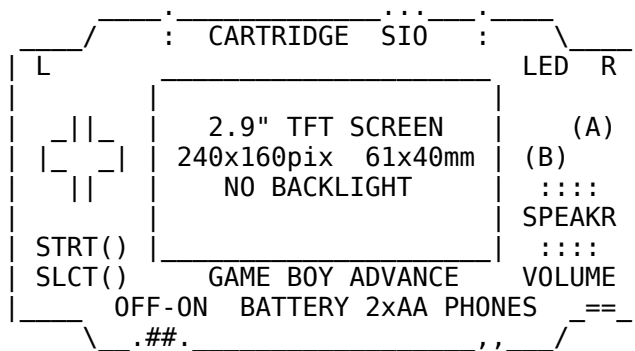 CARTRIDGE SIO
L LED R
2.9" TFT SCREEN (A)
240x160pix 61x40mm (B)
NO BACKLIGHT
SPEAKR
STRT()
SLCT() GAME BOY ADVANCE VOLUME
OFF-ON BATTERY 2xAA PHONES